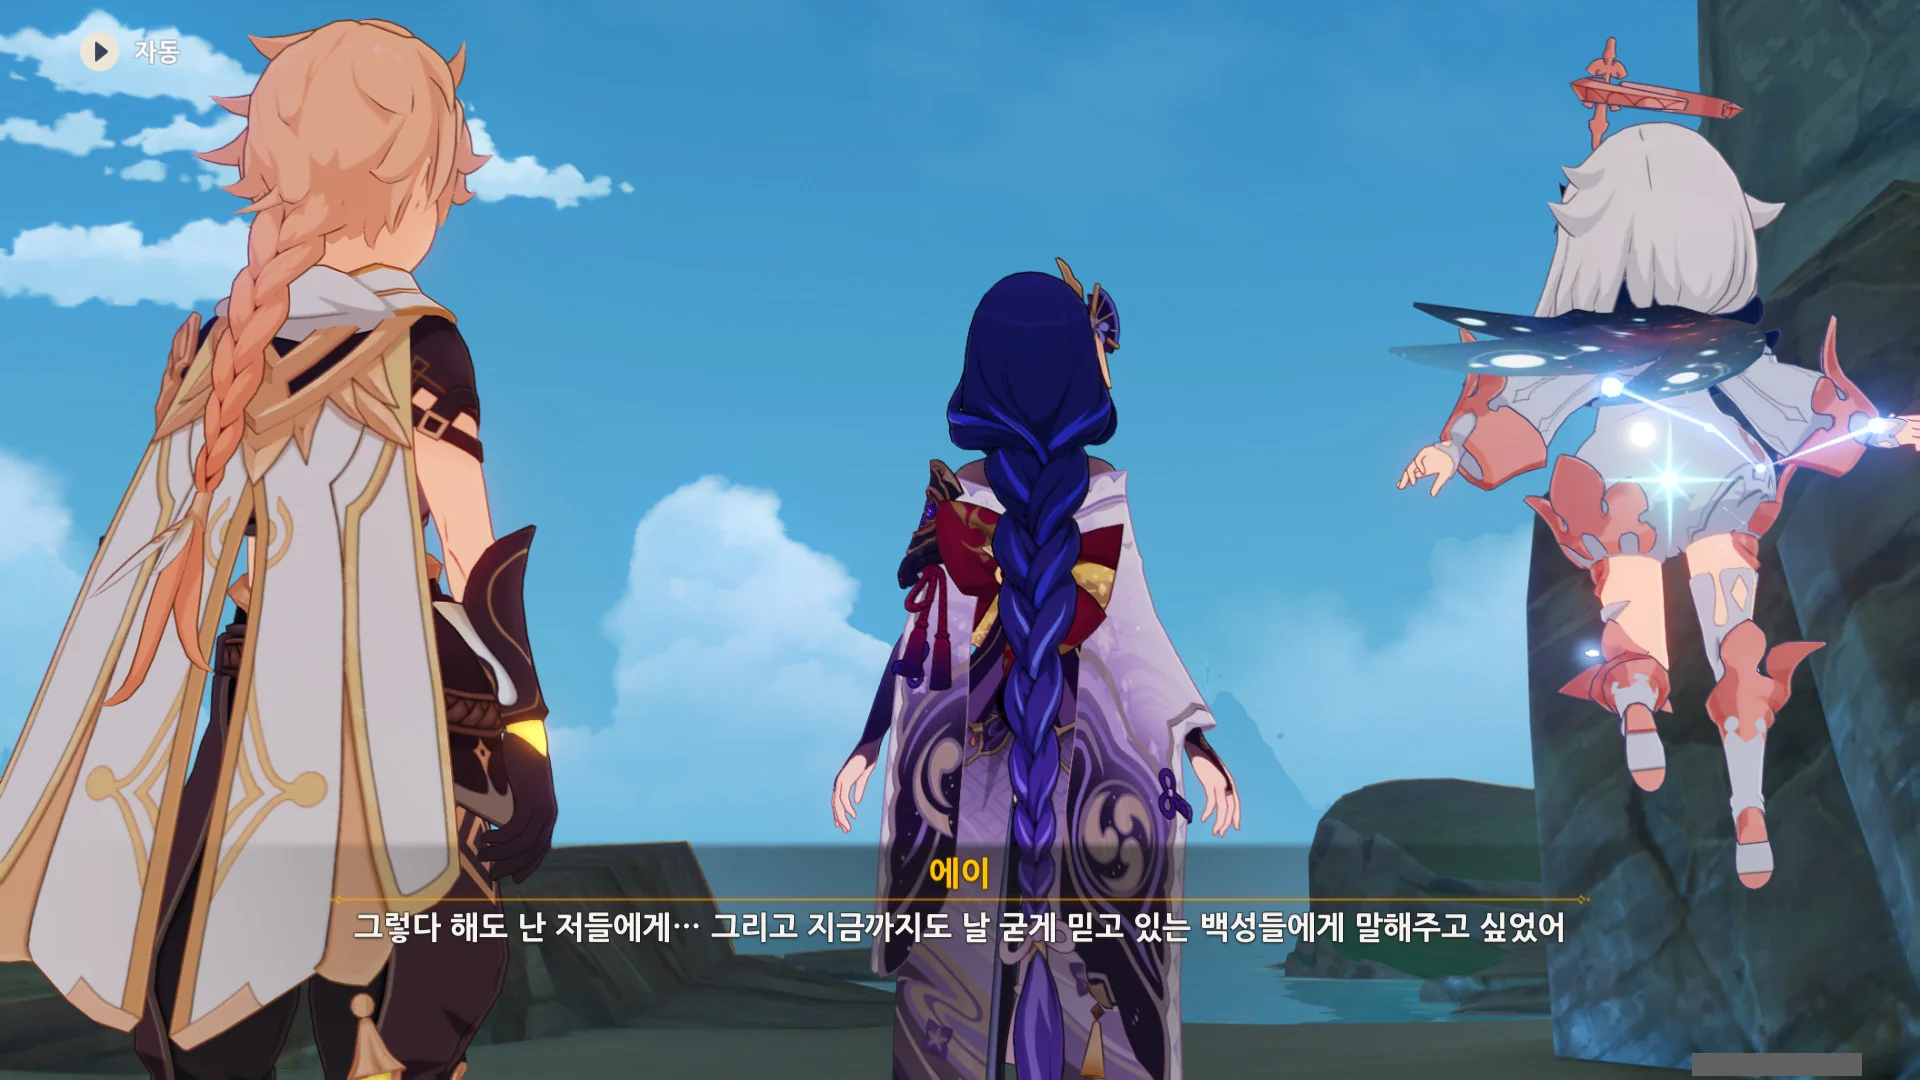 자동
에이
그렇다 해도 난 저들에게… 그리고 지금까지도 날 굳게 믿고 있는 백성들에게 말해주고 싶었어